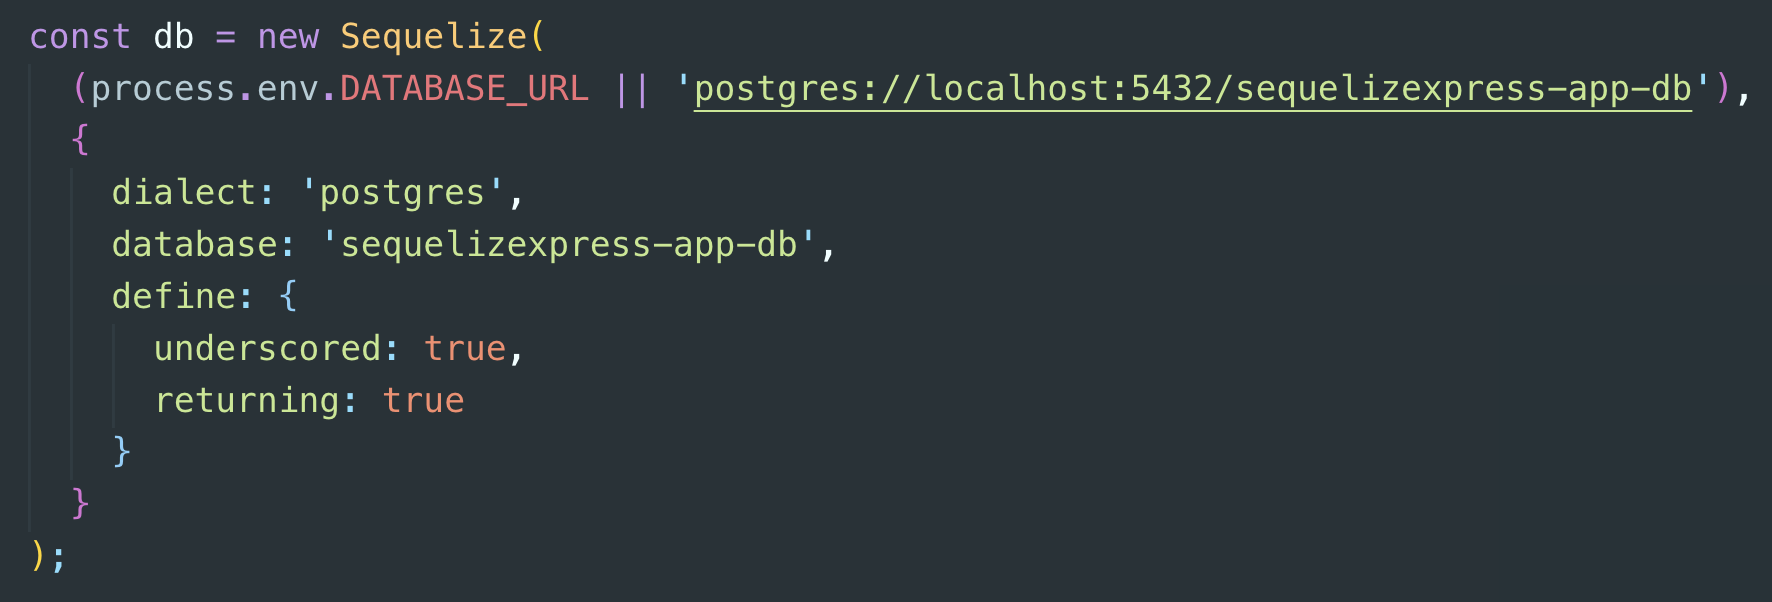 const db = new Sequelize(
  (process.env.DATABASE_URL || 'postgres://localhost:5432/sequelizexpress-app-db'),
  {
    dialect: 'postgres',
    database: 'sequelizexpress-app-db',
    define: {
      underscored: true,
      returning: true
    }
  }
);